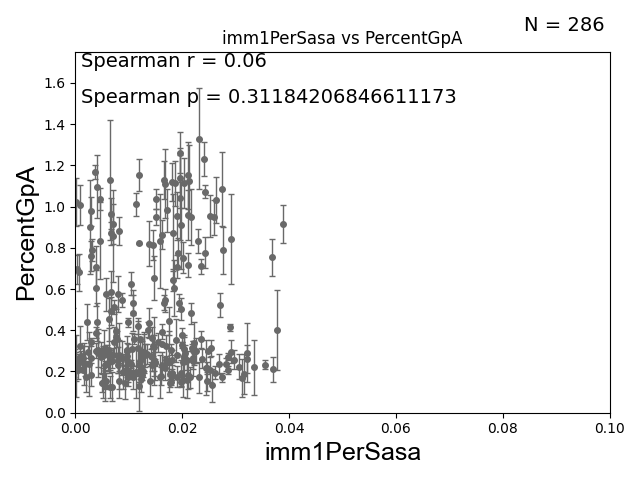 N = 286
imm1PerSasa vs PercentGpA
Spearman r = 0.06
Spearman p = 0.31184206846611173
1.6
1.4
1.2
1.0
0.8
0.6
0.4
0.2
0.0
PercentGpA
0.00 0.02 0.04 0.06 0.08 0.10
imm1PerSasa